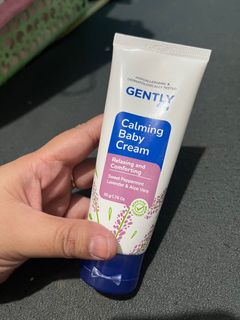 HYPOALLERGENIC &
DERMATOLOGICALLY TESTED
GENTLY
Calming
Baby
Cream
Relaxing and
Comforting
Sweet Peppermint
Lavender & Aloe Vera